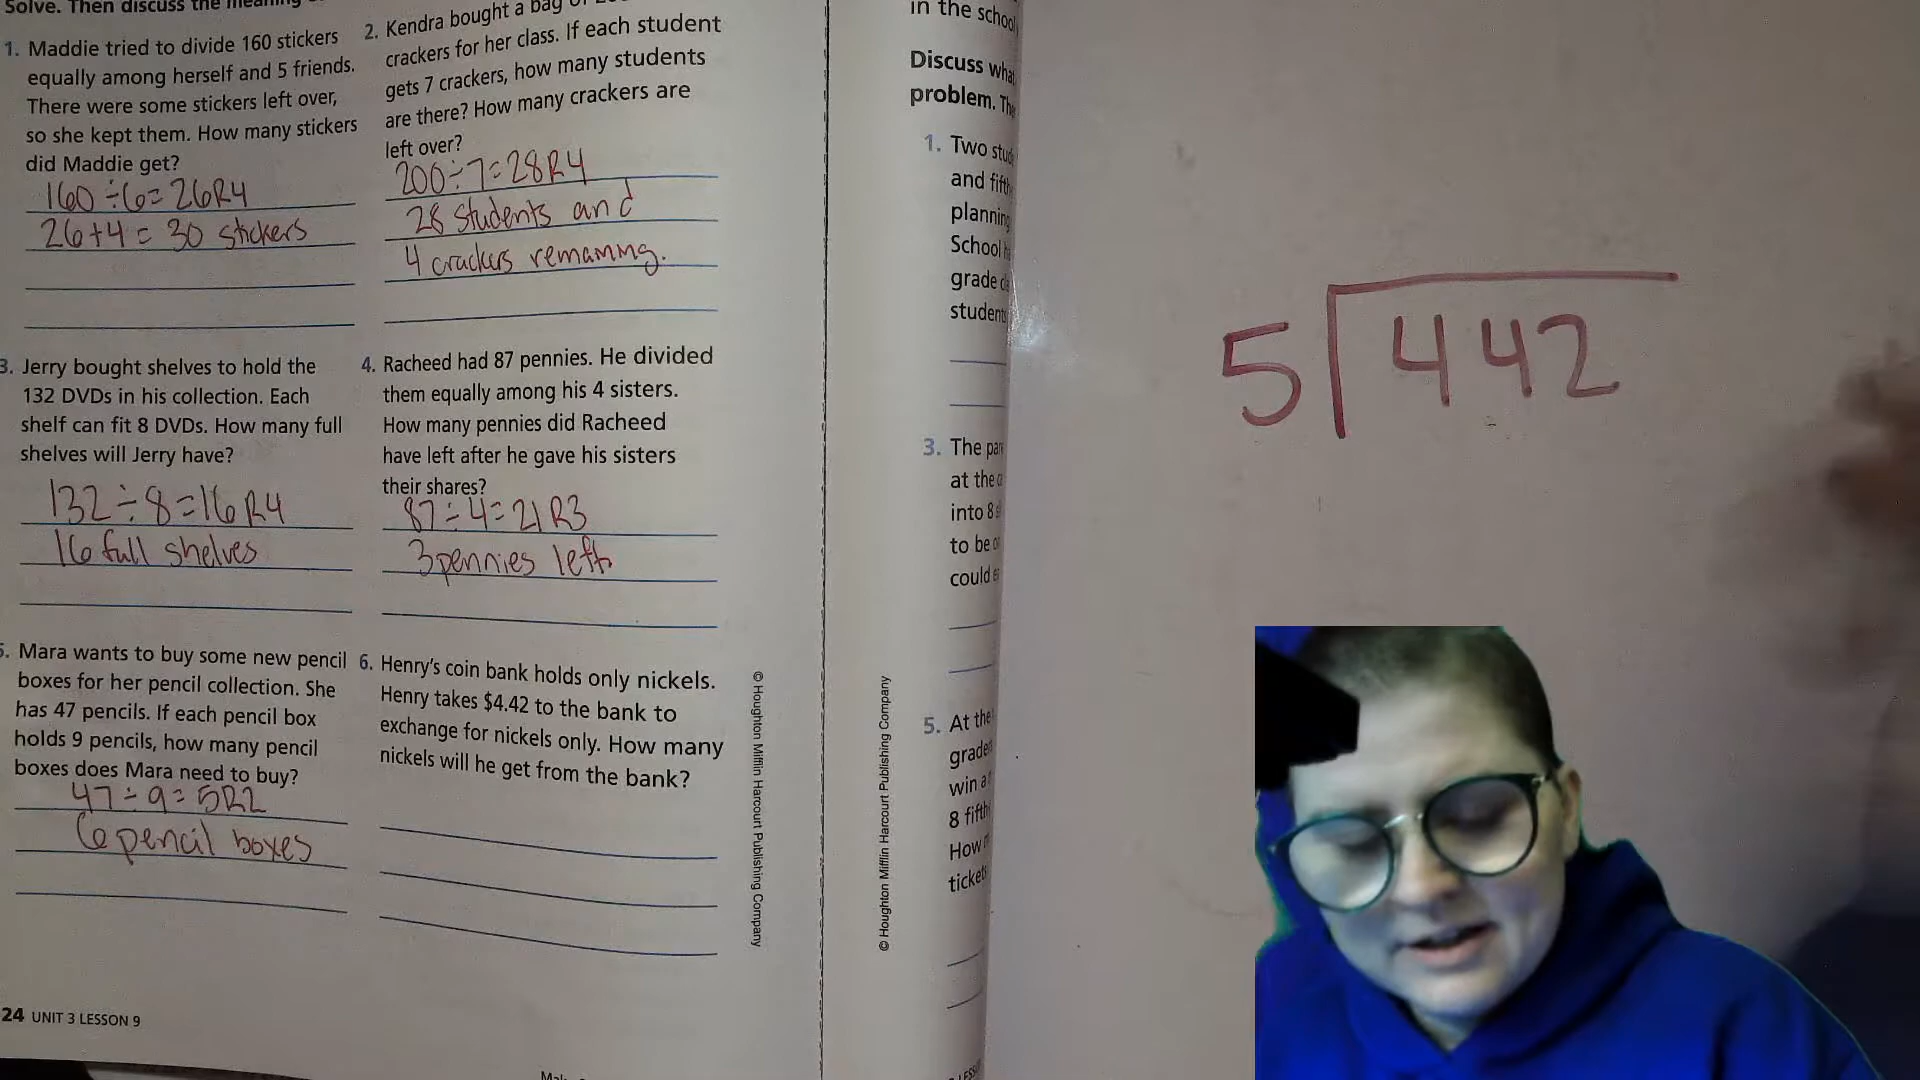 Solve. Then discuss the meaning
1. Maddie tried to divide 160 stickers
equally among herself and 5 friends.
There were some stickers left over,
so she kept them. How many stickers
did Maddie get?
160÷6=26R4
26+4=30 stickers
2. Kendra bought a bag
crackers for her class. If each student
gets 7 crackers, how many students
are there? How many crackers are
left over?
200÷7=28R4
28 students and
4 crackers remaining.
3. Jerry bought shelves to hold the
132 DVDs in his collection. Each
shelf can fit 8 DVDs. How many full
shelves will Jerry have?
132÷8=16R4
16 full shelves
4. Racheed had 87 pennies. He divided
them equally among his 4 sisters.
How many pennies did Racheed
have left after he gave his sisters
their shares?
87÷4=21R3
3 pennies left
5. Mara wants to buy some new pencil
boxes for her pencil collection. She
has 47 pencils. If each pencil box
holds 9 pencils, how many pencil
boxes does Mara need to buy?
47÷9=5R2
6 pencil boxes
6. Henry's coin bank holds only nickels.
Henry takes $4.42 to the bank to
exchange for nickels only. How many
nickels will he get from the bank?
© Houghton Mifflin Harcourt Publishing Company
24 UNIT 3 LESSON 9
© Houghton Mifflin Harcourt Publishing Company
in the school
Discuss
problem.
1. Two
and
planning
School
grade
3. The
at the
into 8
to be
could
5. At the
win a
8
How
5 442